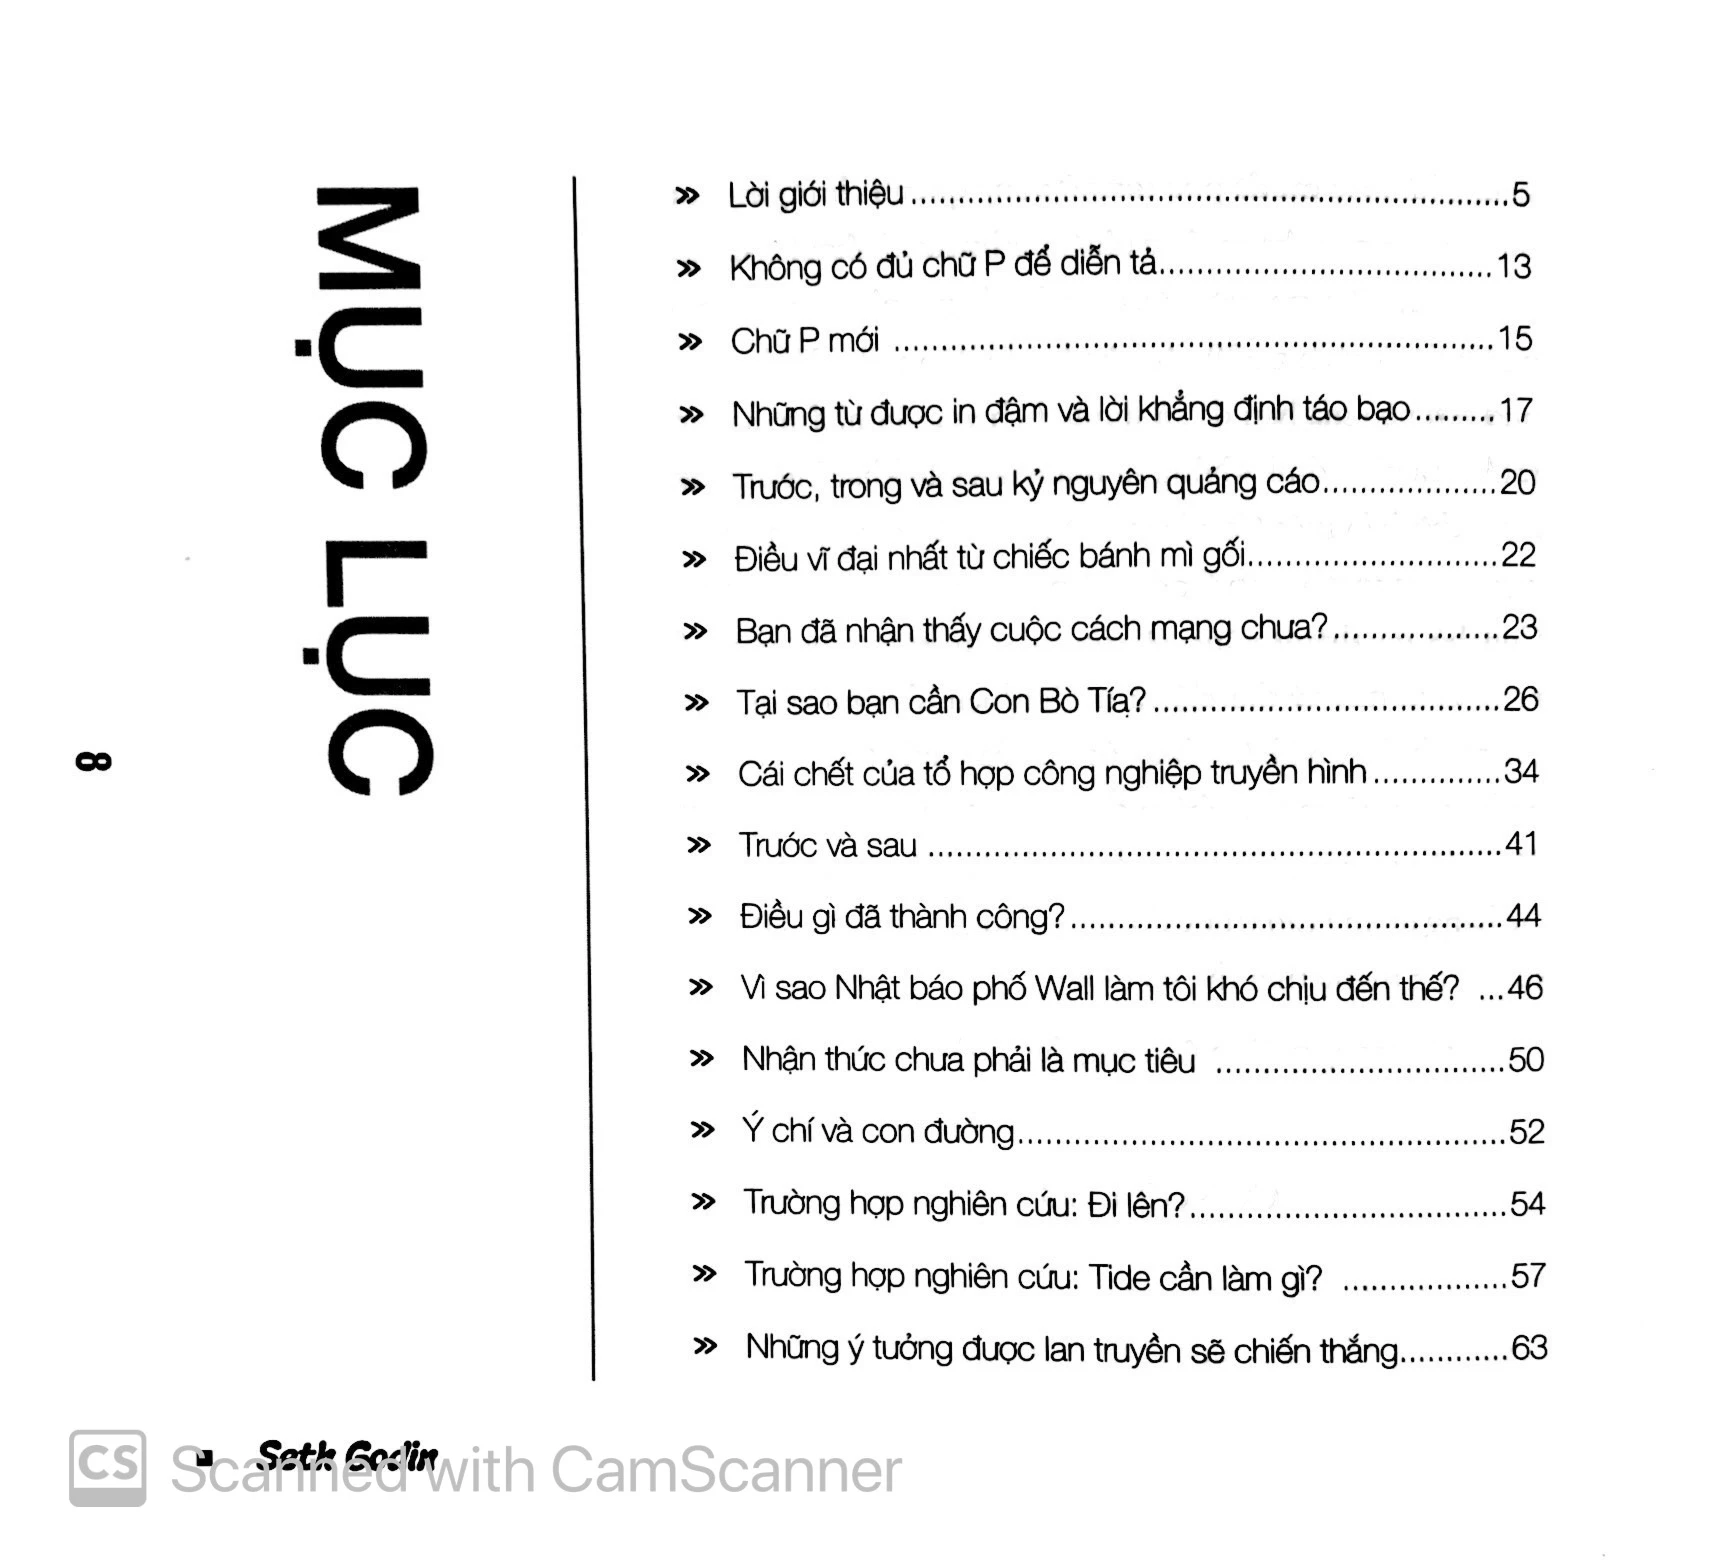 MỤC LỤC
» Lời giới thiệu ................................................................5
» Không có đủ chữ P để diễn tả...................................13
» Chữ P mới ................................................................15
» Những từ được in đậm và lời khẳng định táo bạo.........17
» Trước, trong và sau kỷ nguyên quảng cáo...................20
» Điều vĩ đại nhất từ chiếc bánh mì gối...........................22
» Bạn đã nhận thấy cuộc cách mạng chưa?..................23
» Tại sao bạn cần Con Bò Tía?.....................................26
» Cái chết của tổ hợp công nghiệp truyền hình..............34
» Trước và sau .............................................................41
» Điều gì đã thành công?..............................................44
» Vì sao Nhật báo phố Wall làm tôi khó chịu đến thế? ...46
» Nhận thức chưa phải là mục tiêu ...............................50
» Ý chí và con đường....................................................52
» Trường hợp nghiên cứu: Đi lên?..................................54
» Trường hợp nghiên cứu: Tide cần làm gì? ..................57
» Những ý tưởng được lan truyền sẽ chiến thắng............63
8
Seth Godin
CS Scanned with CamScanner